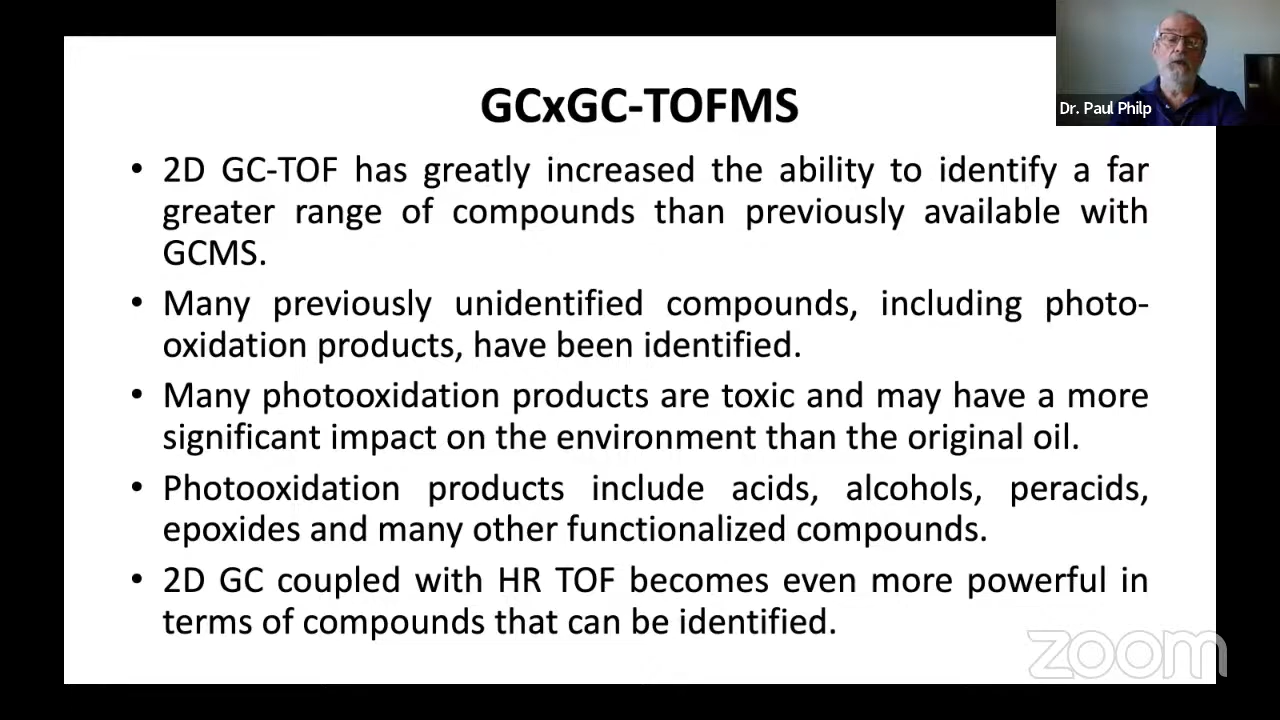 GCxGC-TOFMS
• 2D GC-TOF has greatly increased the ability to identify a far
greater range of compounds than previously available with
GCMS.
• Many previously unidentified compounds, including photo-
oxidation products, have been identified.
• Many photooxidation products are toxic and may have a more
significant impact on the environment than the original oil.
• Photooxidation products include acids, alcohols, peracids,
epoxides and many other functionalized compounds.
• 2D GC coupled with HR TOF becomes even more powerful in
terms of compounds that can be identified.
Dr. Paul Philp
zoom